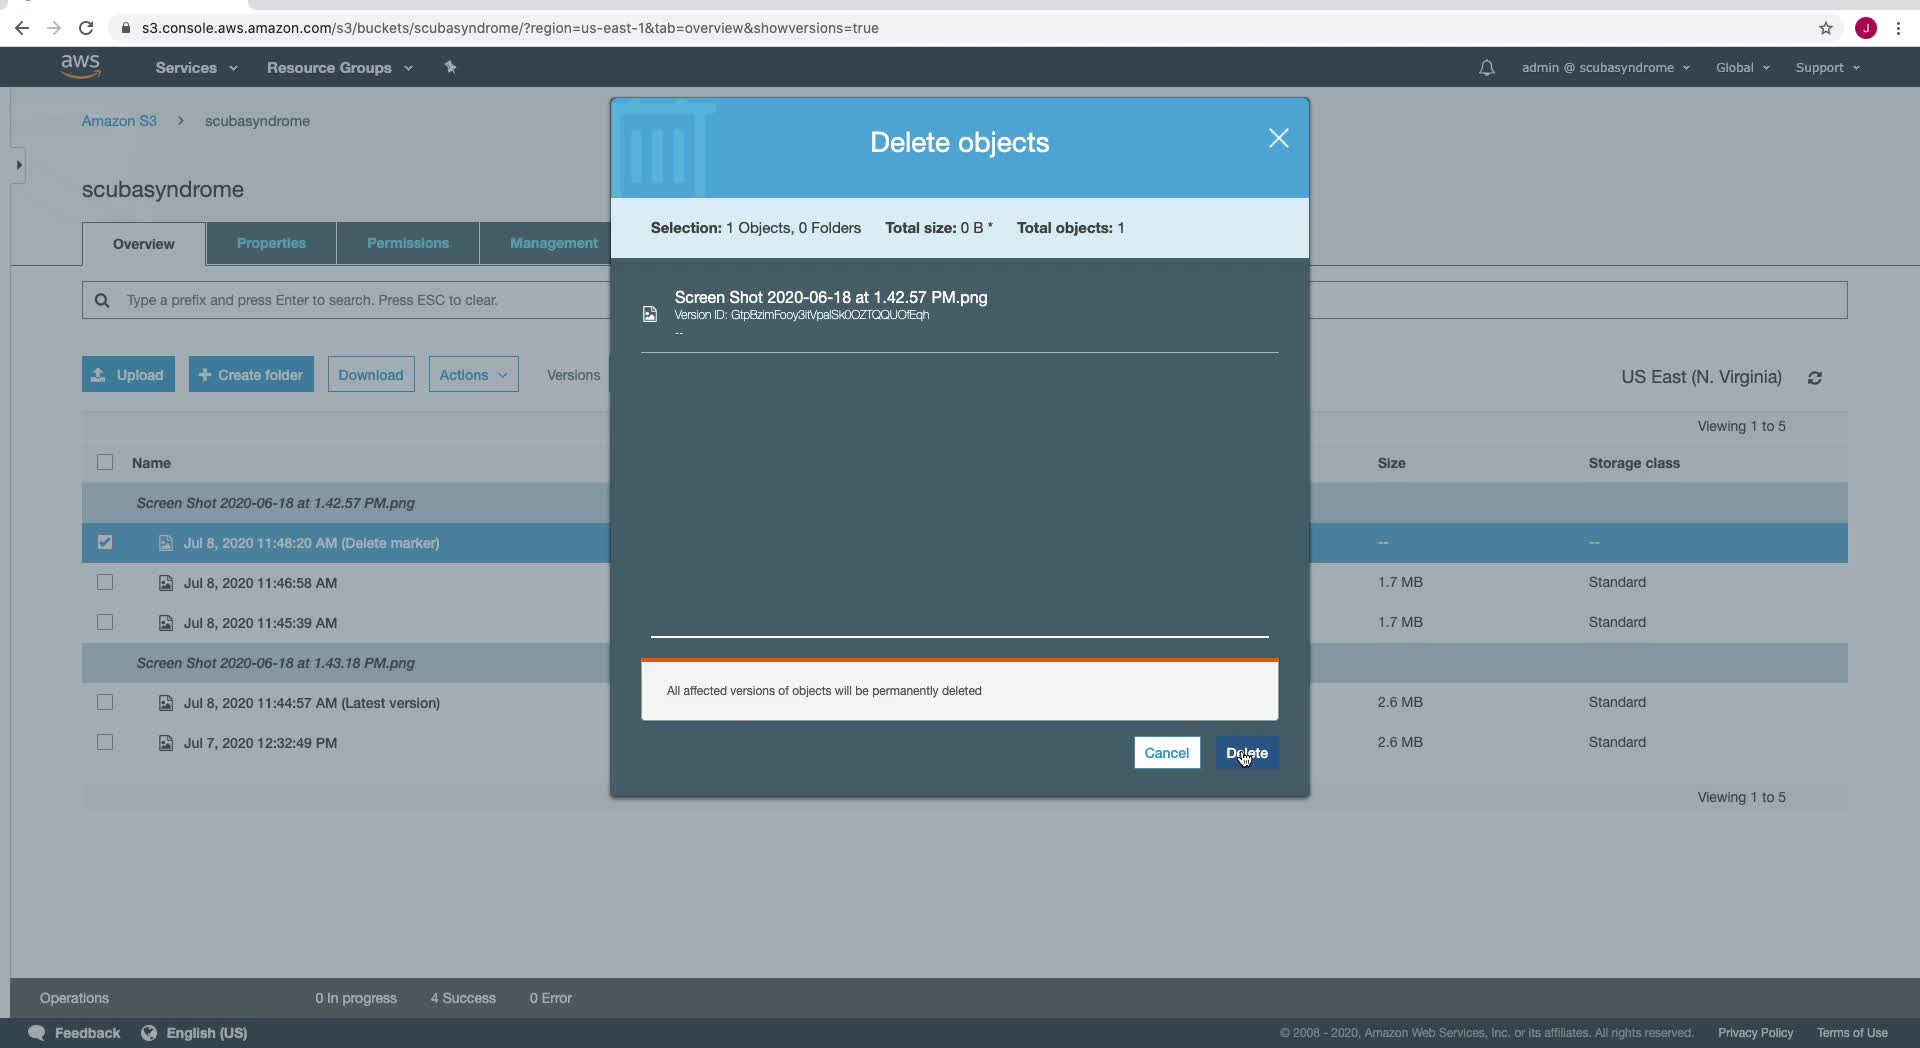 s3.console.aws.amazon.com/s3/buckets/scubasyndrome/?region=us-east-1&tab=overview&showversions=true
J
aws
Services
Resource Groups
admin @ scubasyndrome
Global
Support
Amazon S3
scubasyndrome
scubasyndrome
Overview
Properties
Permissions
Management
Type a prefix and press Enter to search. Press ESC to clear.
Upload
Create folder
Download
Actions
Versions
US East (N. Virginia)
Viewing 1 to 5
Name
Size
Storage class
Screen Shot 2020-06-18 at 1.42.57 PM.png
Jul 8, 2020 11:48:20 AM (Delete marker)
--
--
Jul 8, 2020 11:46:58 AM
1.7 MB
Standard
Jul 8, 2020 11:45:39 AM
1.7 MB
Standard
Screen Shot 2020-06-18 at 1.43.18 PM.png
Jul 8, 2020 11:44:57 AM (Latest version)
2.6 MB
Standard
Jul 7, 2020 12:32:49 PM
2.6 MB
Standard
Viewing 1 to 5
Delete objects
Selection: 1 Objects, 0 Folders Total size: 0 B * Total objects: 1
Screen Shot 2020-06-18 at 1.42.57 PM.png
Version ID:
--
All affected versions of objects will be permanently deleted
Cancel
Delete
Operations
0 In progress
4 Success
0 Error
Feedback
English (US)
© 2008 - 2020, Amazon Web Services, Inc. or its affiliates. All rights reserved.
Privacy Policy
Terms of Use